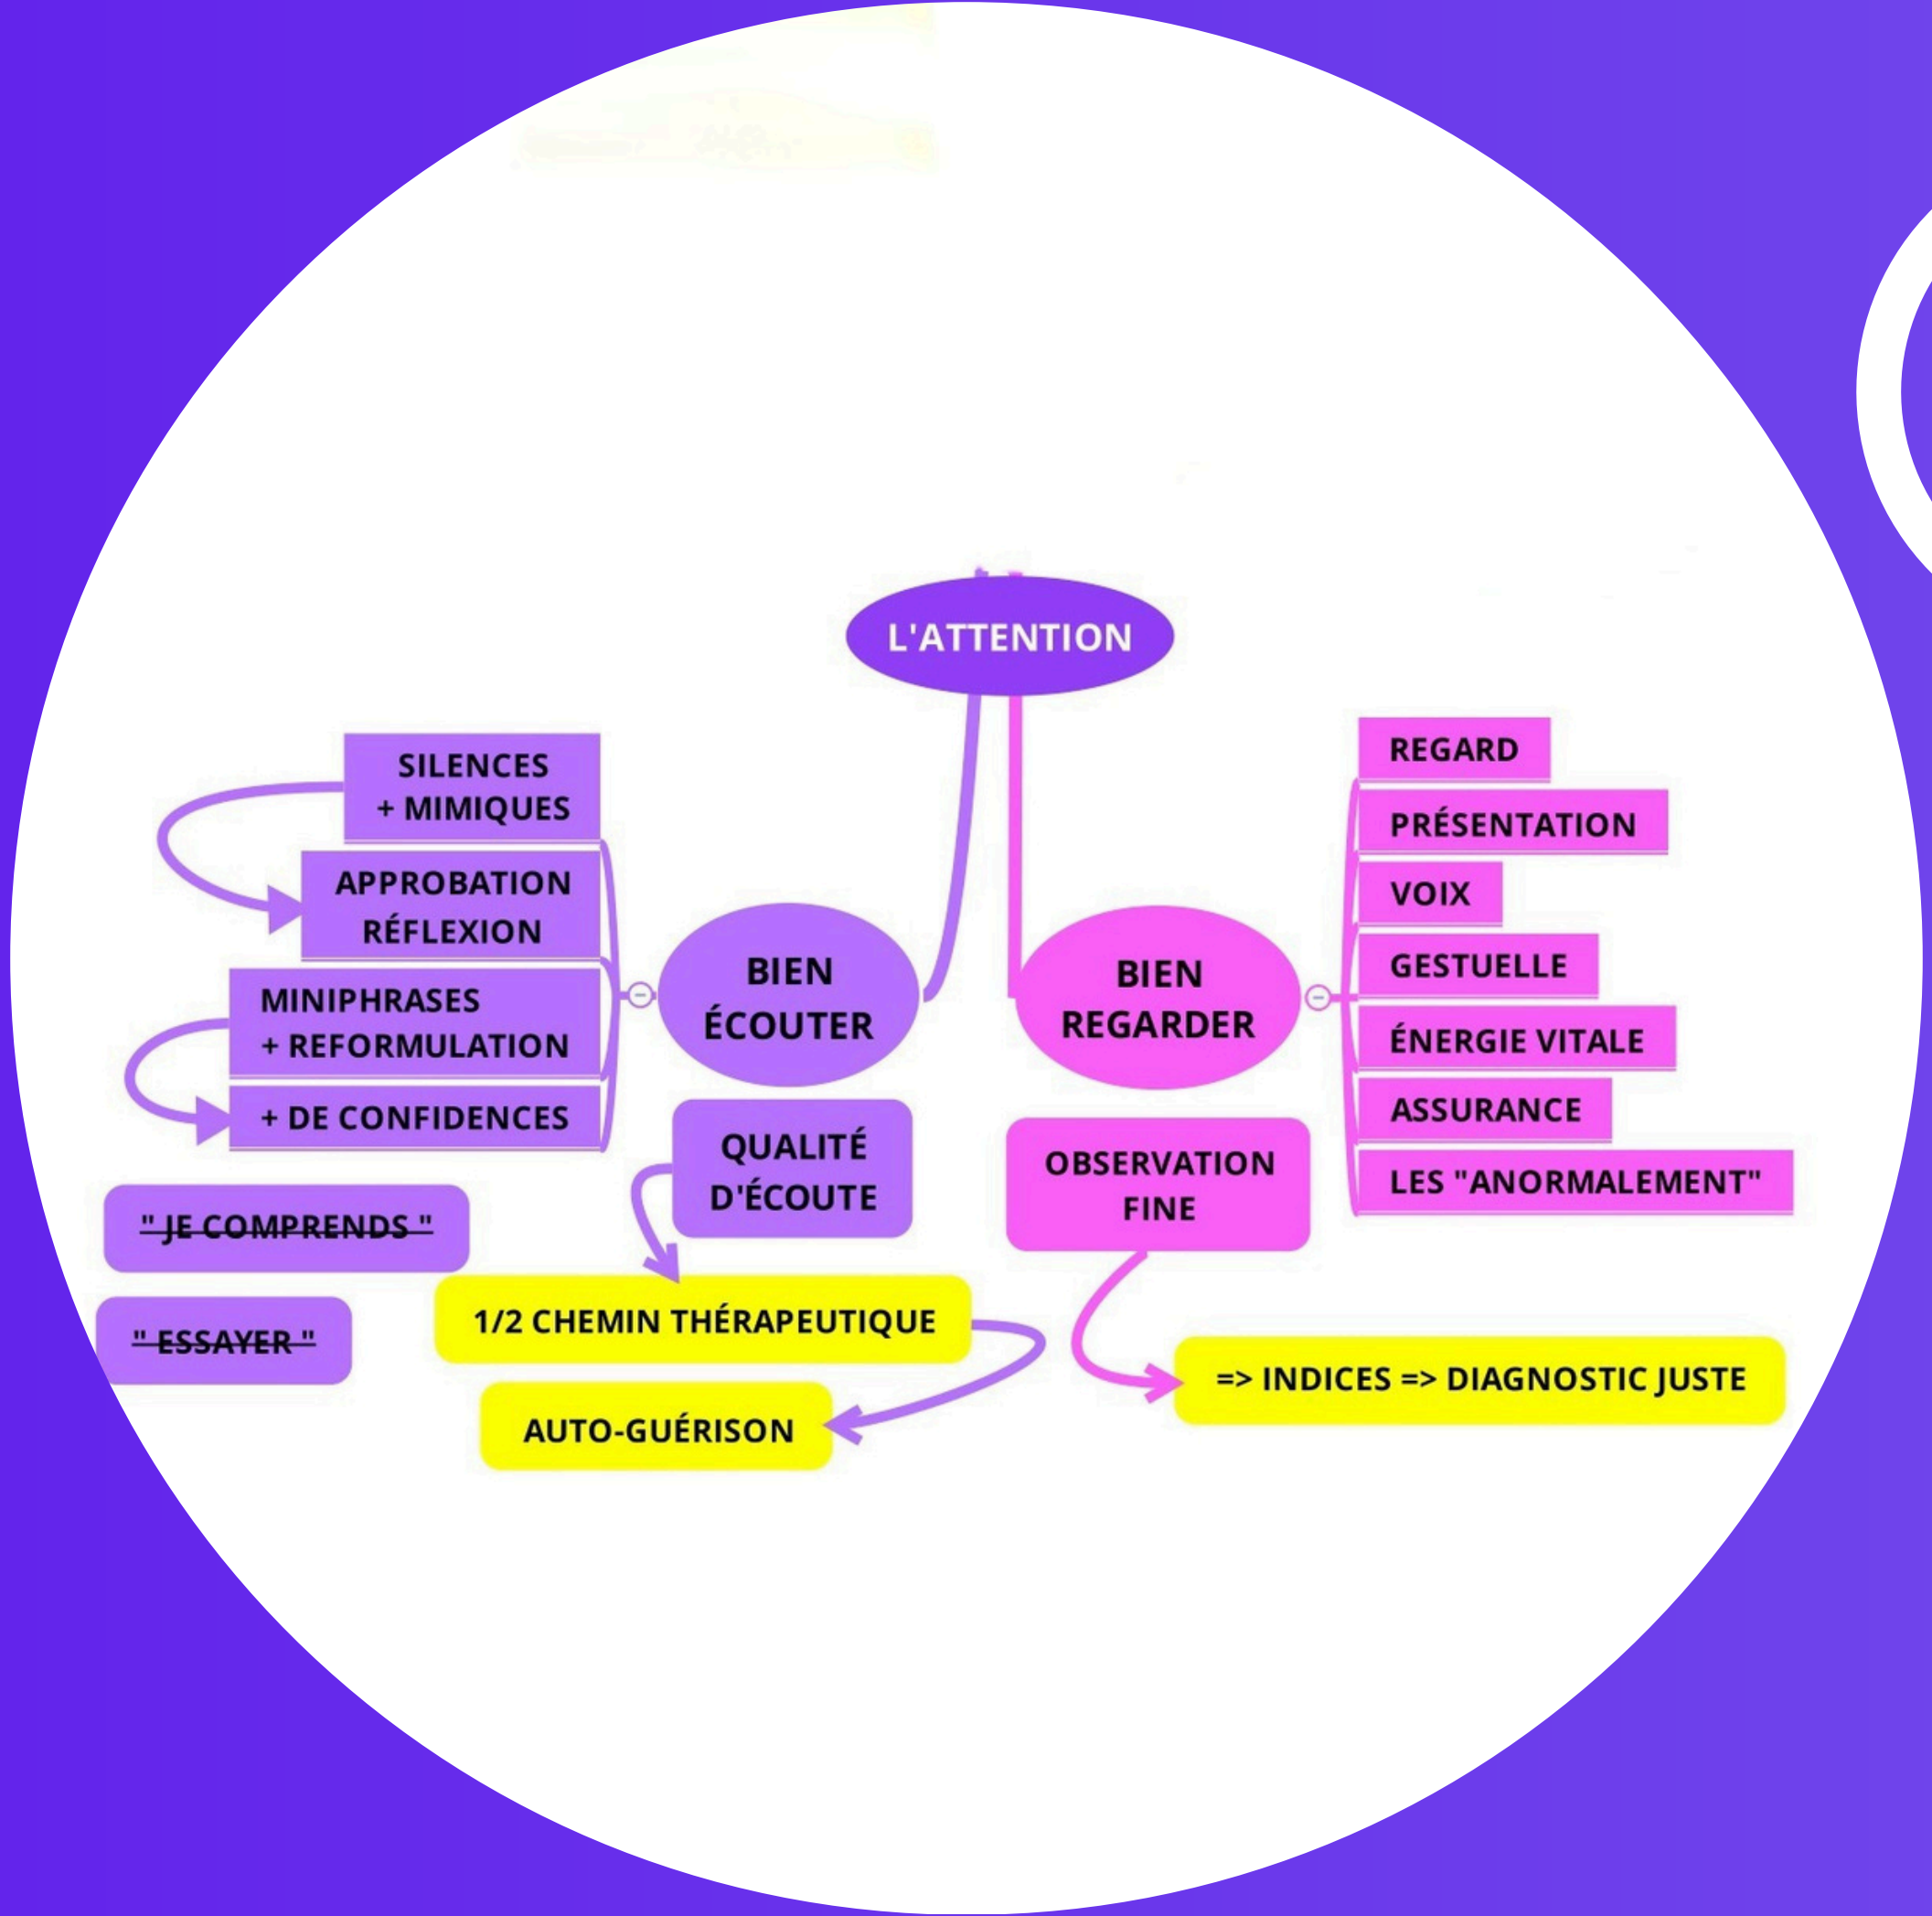 L'ATTENTION
SILENCES
+ MIMIQUES
APPROBATION
RÉFLEXION
MINIPHRASES
+ REFORMULATION
+ DE CONFIDENCES
BIEN
ÉCOUTER
QUALITÉ
D'ÉCOUTE
" JE COMPRENDS "
" ESSAYER "
1/2 CHEMIN THÉRAPEUTIQUE
AUTO-GUÉRISON
BIEN
REGARDER
REGARD
PRÉSENTATION
VOIX
GESTUELLE
ÉNERGIE VITALE
ASSURANCE
LES "ANORMALEMENT"
OBSERVATION
FINE
=> INDICES => DIAGNOSTIC JUSTE